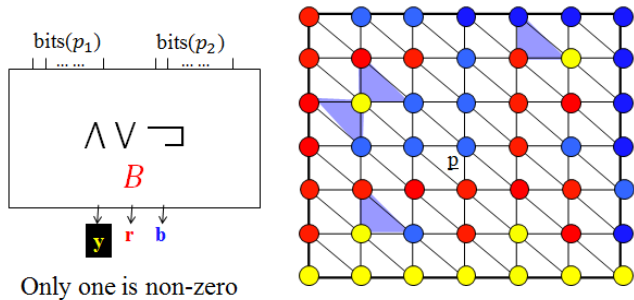 bits(p₁) bits(p₂)
... ... ... ...
∧ ∨ ¬
B
y r b
Only one is non-zero
p